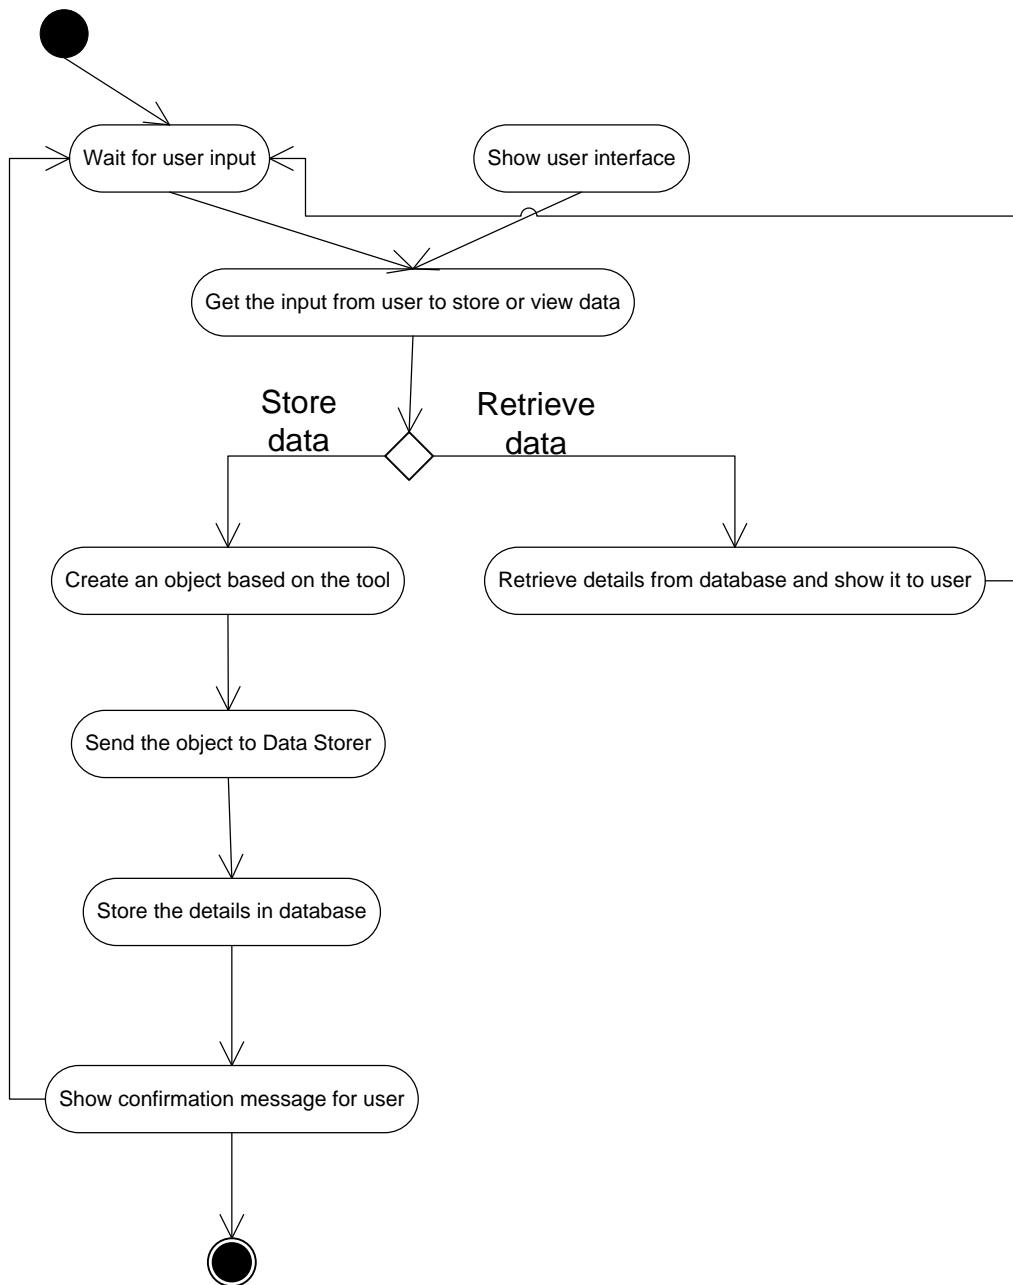 Wait for user input
Show user interface
Get the input from user to store or view data
Store
data
Retrieve
data
Create an object based on the tool
Retrieve details from database and show it to user
Send the object to Data Storer
Store the details in database
Show confirmation message for user